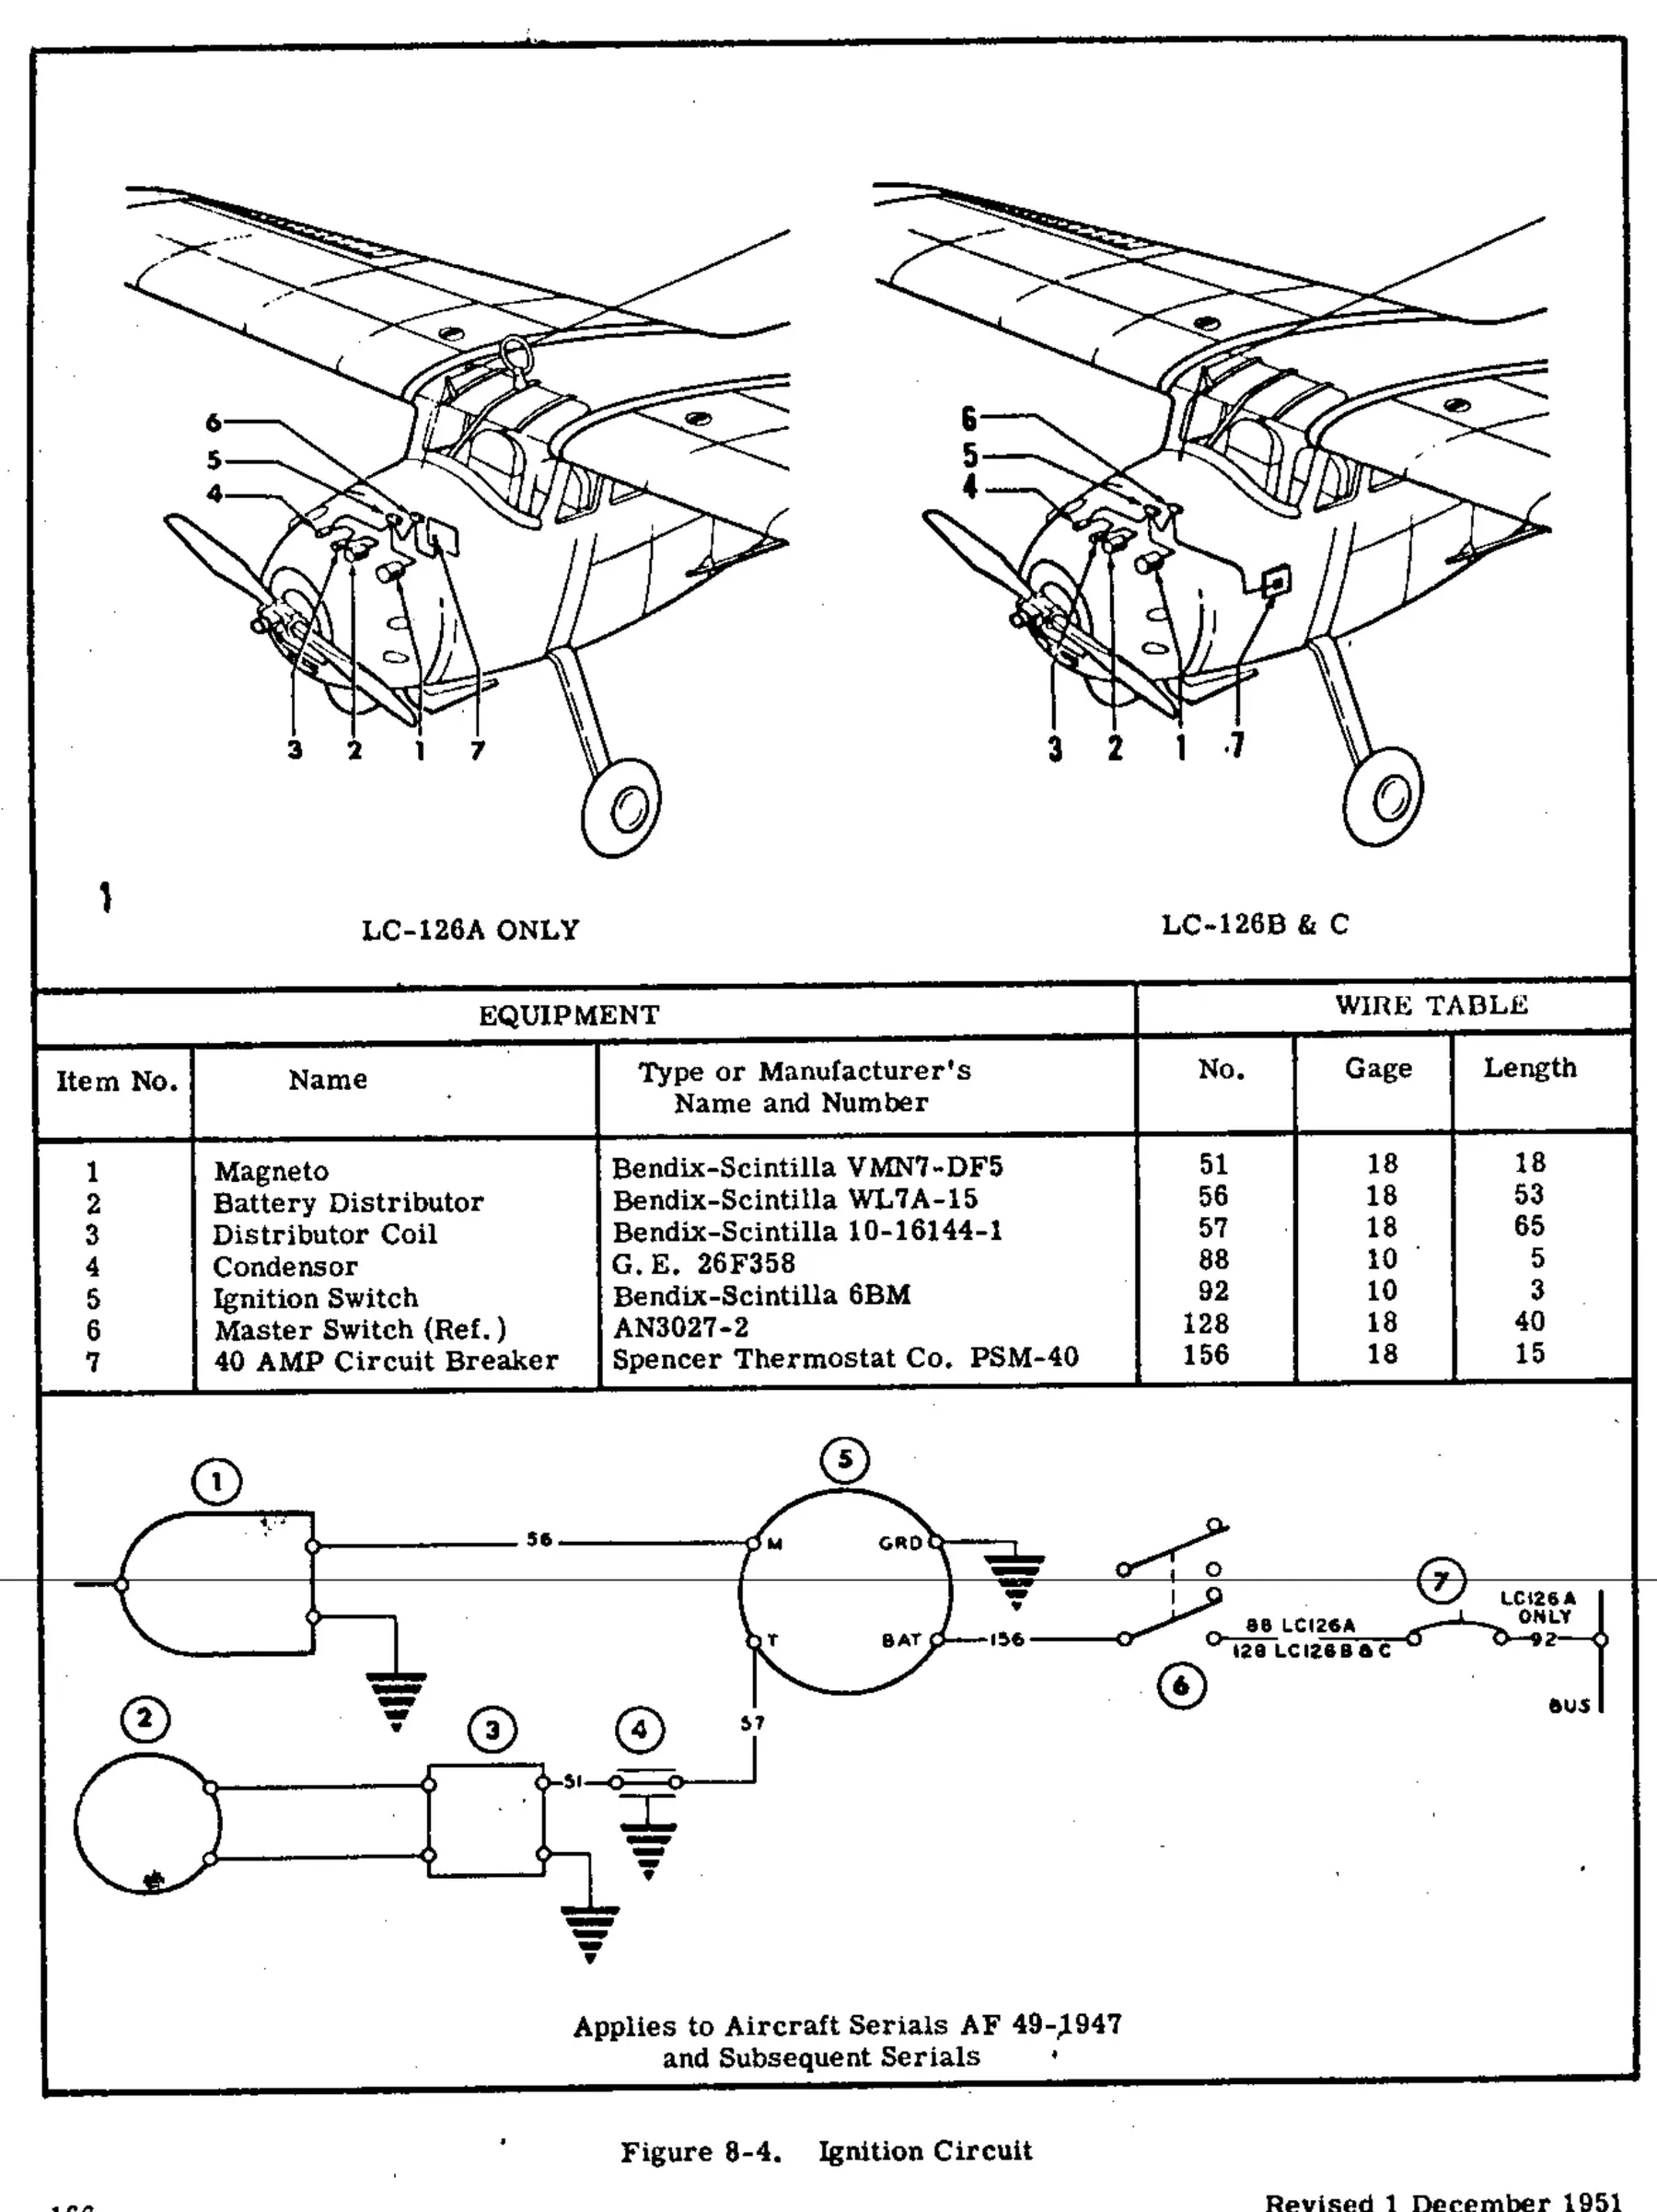 6
5
4
3 2 1 7
6
5
4
3 2 1 7
LC-126A ONLY
LC-126B & C
EQUIPMENT
WIRE TABLE
Item No. Name Type or Manufacturer's Name and Number No. Gage Length
1 Magneto Bendix-Scintilla VMN7-DF5 51 18 18
2 Battery Distributor Bendix-Scintilla WL7A-15 56 18 53
3 Distributor Coil Bendix-Scintilla 10-16144-1 57 18 65
4 Condensor G. E. 26F358 88 10 5
5 Ignition Switch Bendix-Scintilla 6BM 92 10 3
6 Master Switch (Ref.) AN3027-2 128 18 40
7 40 AMP Circuit Breaker Spencer Thermostat Co. PSM-40 156 18 15
1
5
56
M GRD
7
LC126A
ONLY
T BAT
156
88 LC126A
128 LC126B&C
92
6
BUS
2
3
4
57
51
Applies to Aircraft Serials AF 49-1947
and Subsequent Serials
Figure 8-4. Ignition Circuit
Revised 1 December 1951